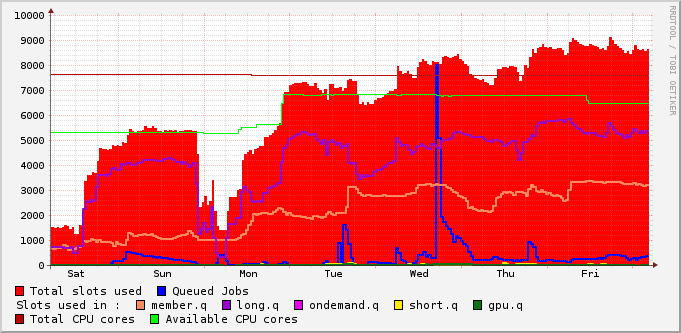 RRDTOOL / TOBI OETIKER
10000
9000
8000
7000
6000
5000
4000
3000
2000
1000
0
Sat Sun Mon Tue Wed Thu Fri
Total slots used Queued Jobs
Slots used in : member.q long.q ondemand.q short.q gpu.q
Total CPU cores Available CPU cores